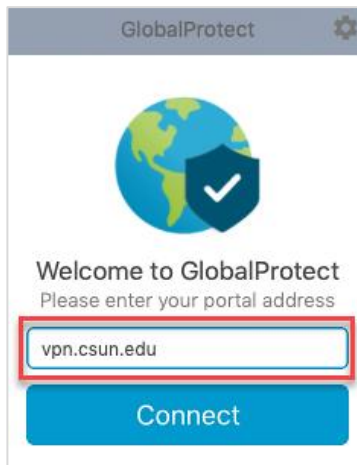 GlobalProtect
Welcome to GlobalProtect
Please enter your portal address
vpn.csun.edu
Connect